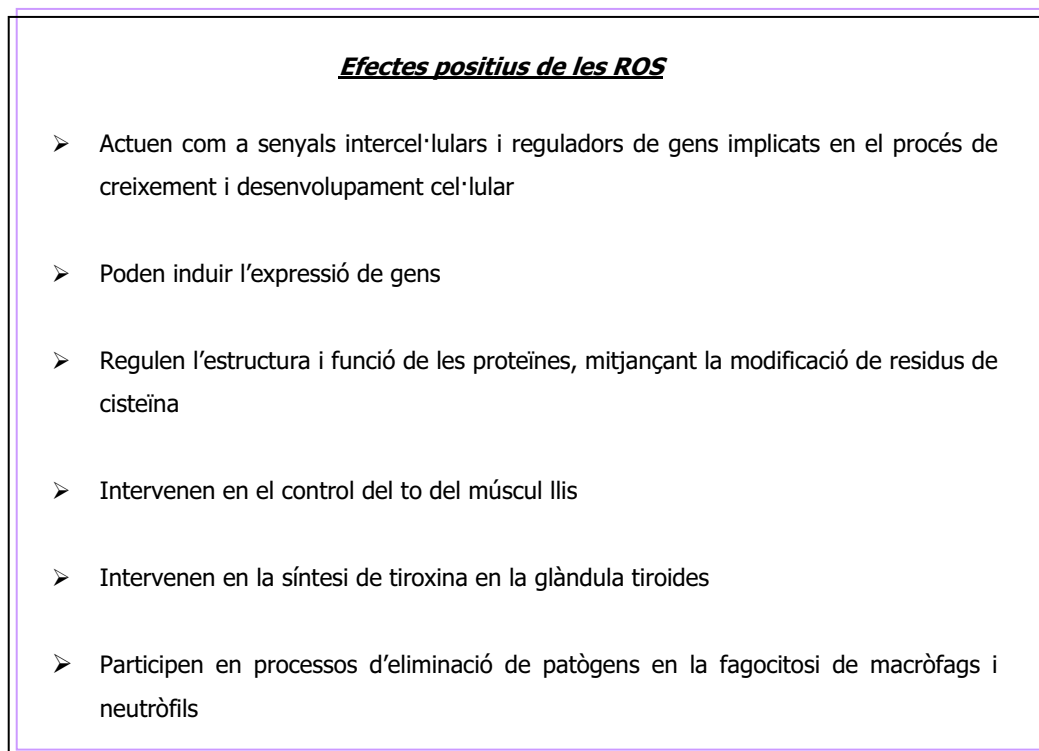 Efectes positius de les ROS
➢ Actuen com a senyals intercel·lulars i reguladors de gens implicats en el procés de
creixement i desenvolupament cel·lular
➢ Poden induir l’expressió de gens
➢ Regulen l’estructura i funció de les proteïnes, mitjançant la modificació de residus de
cisteïna
➢ Intervenen en el control del to del múscul llis
➢ Intervenen en la síntesi de tiroxina en la glàndula tiroides
➢ Participen en processos d’eliminació de patògens en la fagocitosi de macròfags i
neutròfils